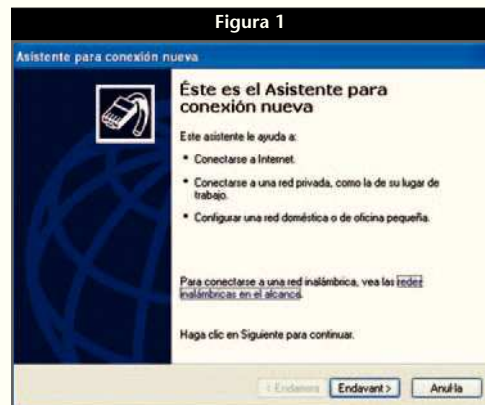 Figura 1
Asistente para conexión nueva
Éste es el Asistente para
conexión nueva
Este asistente le ayuda a:
• Conectarse a Internet.
• Conectarse a una red privada, como la de su lugar de
trabajo.
• Configurar una red doméstica o de oficina pequeña.
Para conectarse a una red inalámbrica, vea las redes
inalámbricas en el alcance.
Haga clic en Siguiente para continuar.
< Endarrera
Endavant >
Anul·la